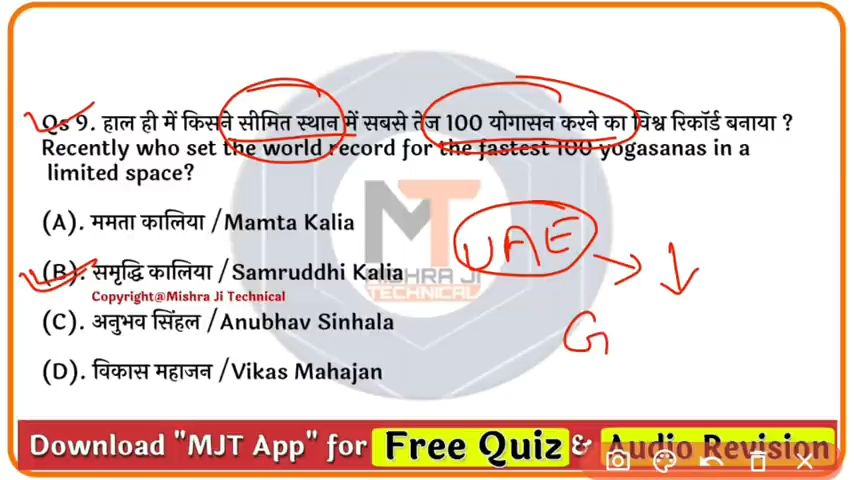 Qs 9. हाल ही में किसने सीमित स्थान में सबसे तेज 100 योगासन करने का विश्व रिकॉर्ड बनाया ?
Recently who set the world record for the fastest 100 yogasanas in a
limited space?
(A). ममता कालिया /Mamta Kalia
UAE
(B). समृद्धि कालिया /Samruddhi Kalia
MT
MISHRA JI
TECHNICAL
Copyright@Mishra Ji Technical
(C). अनुभव सिंहल /Anubhav Sinhala
G
(D). विकास महाजन /Vikas Mahajan
Download "MJT App" for Free Quiz & Audio Revision